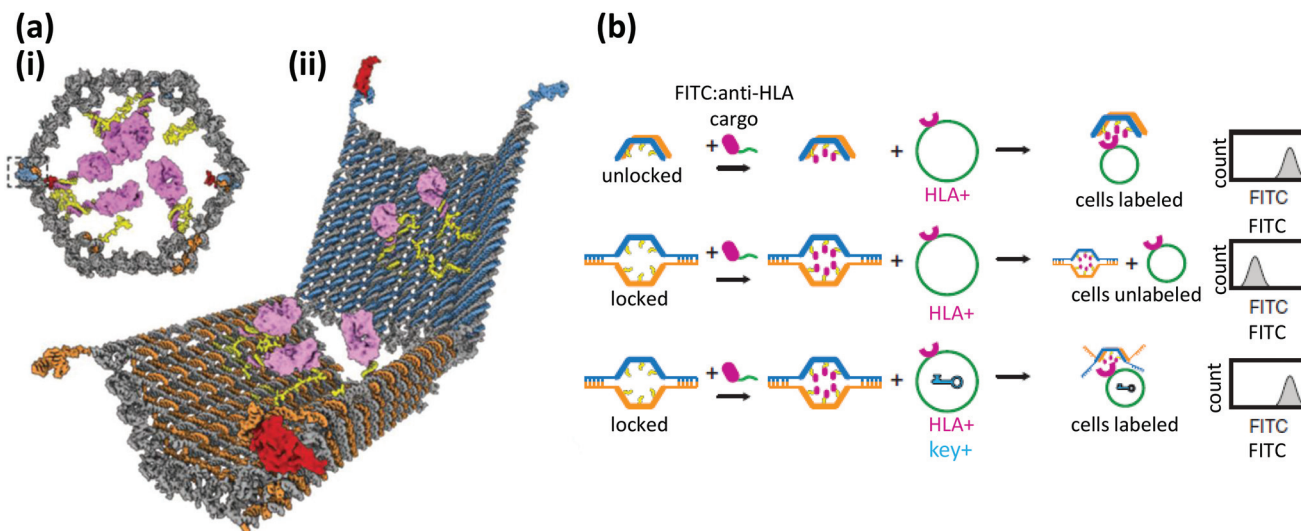 (a)
(i)
(ii)
(b)
FITC:anti-HLA
cargo
+
+
unlocked
HLA+
cells labeled
count
FITC
FITC
+
+
+
locked
HLA+
cells unlabeled
count
FITC
FITC
+
+
locked
HLA+
key+
cells labeled
count
FITC
FITC